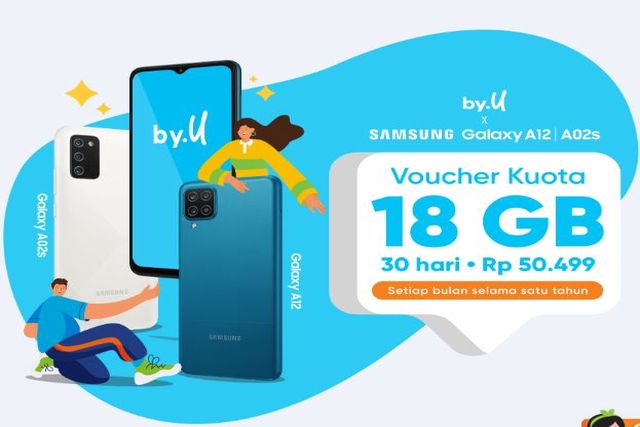 by.U
x
SAMSUNG Galaxy A12 | A02s
Voucher Kuota
18 GB
30 hari • Rp 50.499
Setiap bulan selama satu tahun
by.U
Galaxy A02s
Galaxy A12
SAMSUNG
SAMSUNG